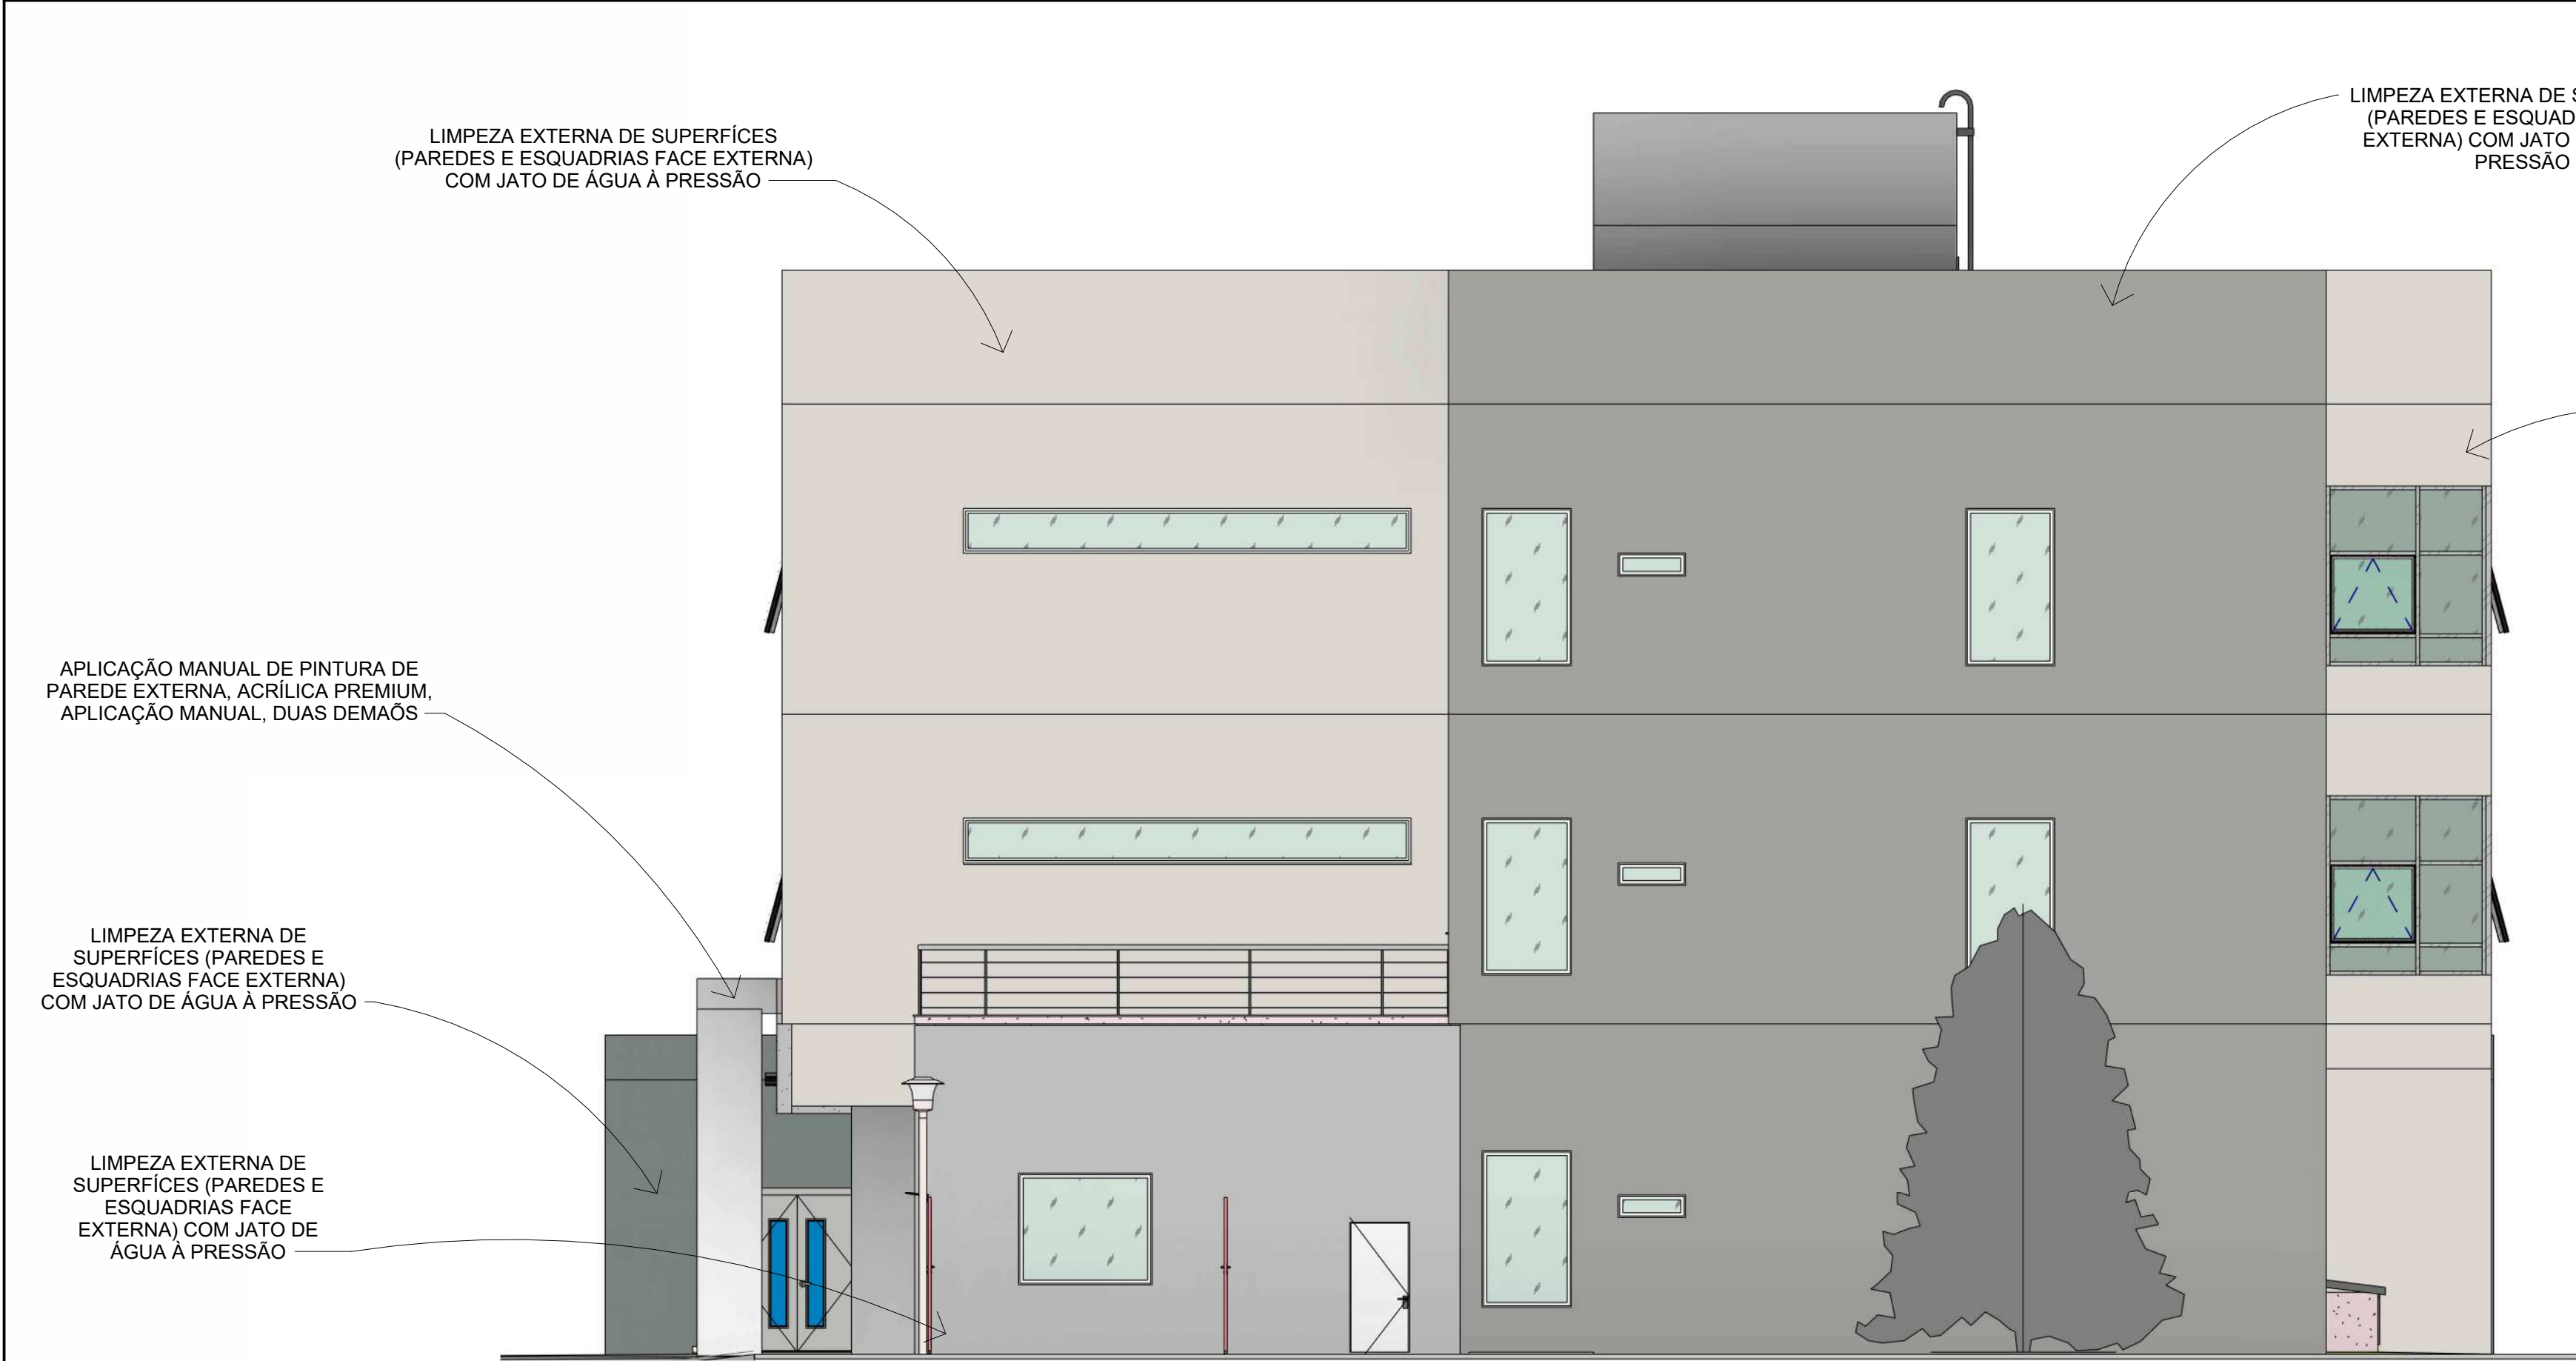 LIMPEZA EXTERNA DE SUPERFÍCES
(PAREDES E ESQUADRIAS FACE EXTERNA)
COM JATO DE ÁGUA À PRESSÃO
LIMPEZA EXTERNA DE S
(PAREDES E ESQUAD
EXTERNA) COM JATO
PRESSÃO
APLICAÇÃO MANUAL DE PINTURA DE
PAREDE EXTERNA, ACRÍLICA PREMIUM,
APLICAÇÃO MANUAL, DUAS DEMAÕS
LIMPEZA EXTERNA DE
SUPERFÍCES (PAREDES E
ESQUADRIAS FACE EXTERNA)
COM JATO DE ÁGUA À PRESSÃO
LIMPEZA EXTERNA DE
SUPERFÍCES (PAREDES E
ESQUADRIAS FACE
EXTERNA) COM JATO DE
ÁGUA À PRESSÃO